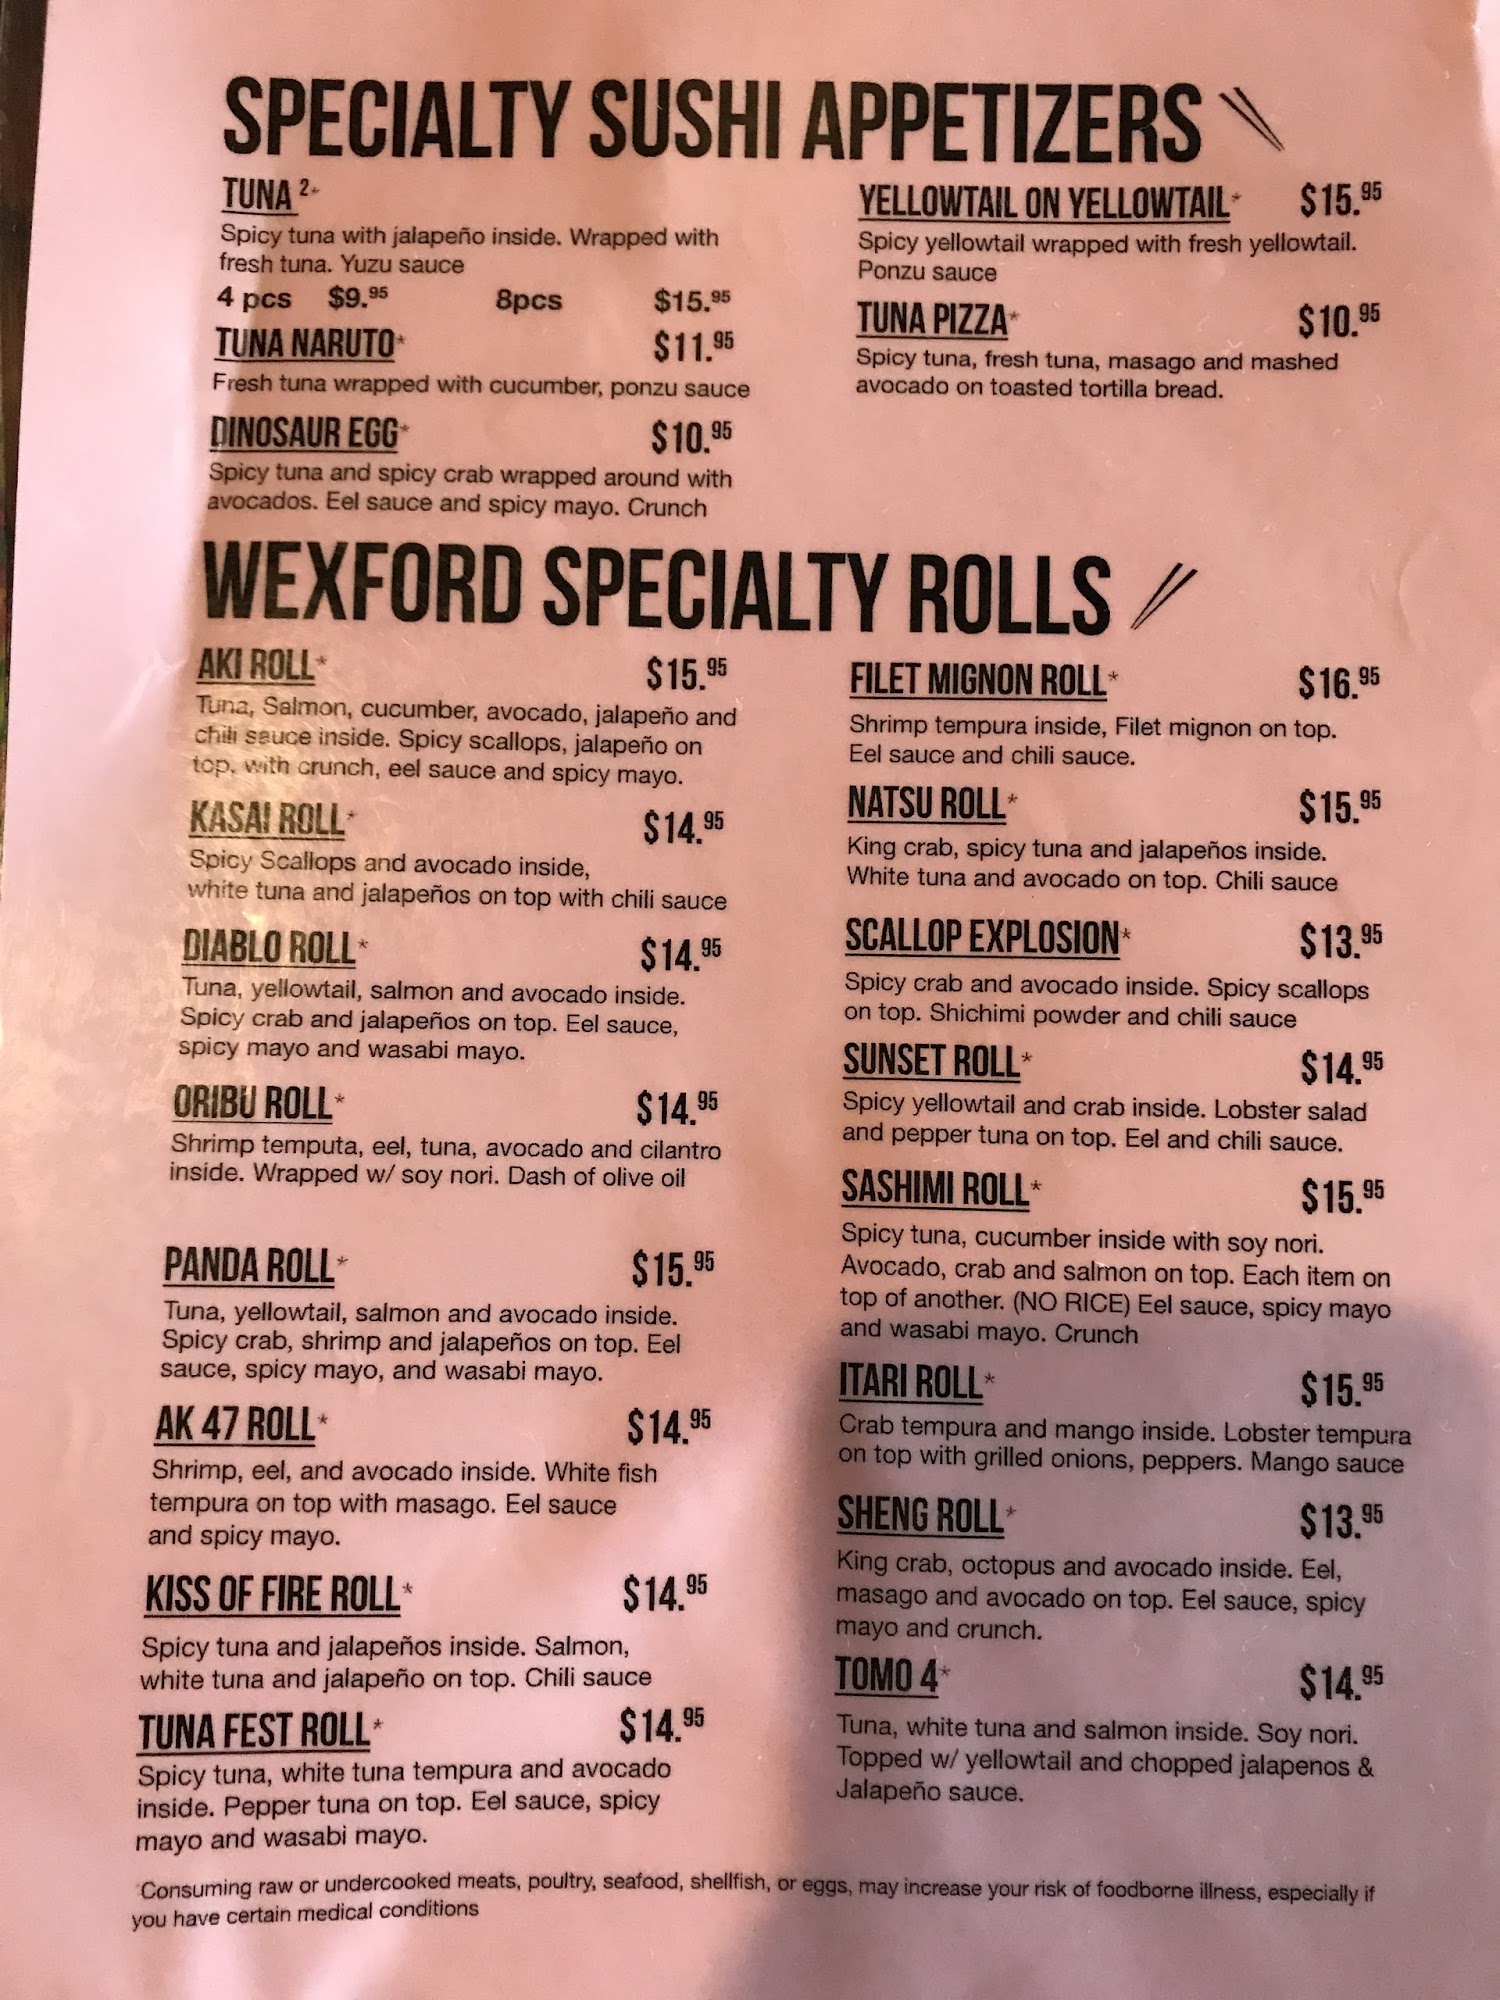 SPECIALTY SUSHI APPETIZERS
TUNA 2*
Spicy tuna with jalapeño inside. Wrapped with
fresh tuna. Yuzu sauce
4 pcs $9.95 8pcs $15.95
TUNA NARUTO* $11.95
Fresh tuna wrapped with cucumber, ponzu sauce
DINOSAUR EGG* $10.95
Spicy tuna and spicy crab wrapped around with
avocados. Eel sauce and spicy mayo. Crunch
YELLOWTAIL ON YELLOWTAIL* $15.95
Spicy yellowtail wrapped with fresh yellowtail.
Ponzu sauce
TUNA PIZZA* $10.95
Spicy tuna, fresh tuna, masago and mashed
avocado on toasted tortilla bread.
WEXFORD SPECIALTY ROLLS
AKI ROLL* $15.95
Tuna, Salmon, cucumber, avocado, jalapeño and
chili sauce inside. Spicy scallops, jalapeño on
top, with crunch, eel sauce and spicy mayo.
KASAI ROLL* $14.95
Spicy Scallops and avocado inside,
white tuna and jalapeños on top with chili sauce
DIABLO ROLL* $14.95
Tuna, yellowtail, salmon and avocado inside.
Spicy crab and jalapeños on top. Eel sauce,
spicy mayo and wasabi mayo.
ORIBU ROLL* $14.95
Shrimp temputa, eel, tuna, avocado and cilantro
inside. Wrapped w/ soy nori. Dash of olive oil
PANDA ROLL* $15.95
Tuna, yellowtail, salmon and avocado inside.
Spicy crab, shrimp and jalapeños on top. Eel
sauce, spicy mayo, and wasabi mayo.
AK 47 ROLL* $14.95
Shrimp, eel, and avocado inside. White fish
tempura on top with masago. Eel sauce
and spicy mayo.
KISS OF FIRE ROLL* $14.95
Spicy tuna and jalapeños inside. Salmon,
white tuna and jalapeño on top. Chili sauce
TUNA FEST ROLL* $14.95
Spicy tuna, white tuna tempura and avocado
inside. Pepper tuna on top. Eel sauce, spicy
mayo and wasabi mayo.
FILET MIGNON ROLL* $16.95
Shrimp tempura inside, Filet mignon on top.
Eel sauce and chili sauce.
NATSU ROLL* $15.95
King crab, spicy tuna and jalapeños inside.
White tuna and avocado on top. Chili sauce
SCALLOP EXPLOSION* $13.95
Spicy crab and avocado inside. Spicy scallops
on top. Shichimi powder and chili sauce
SUNSET ROLL* $14.95
Spicy yellowtail and crab inside. Lobster salad
and pepper tuna on top. Eel and chili sauce.
SASHIMI ROLL* $15.95
Spicy tuna, cucumber inside with soy nori.
Avocado, crab and salmon on top. Each item on
top of another. (NO RICE) Eel sauce, spicy mayo
and wasabi mayo. Crunch
ITARI ROLL* $15.95
Crab tempura and mango inside. Lobster tempura
on top with grilled onions, peppers. Mango sauce
SHENG ROLL* $13.95
King crab, octopus and avocado inside. Eel,
masago and avocado on top. Eel sauce, spicy
mayo and crunch.
TOMO 4* $14.95
Tuna, white tuna and salmon inside. Soy nori.
Topped w/ yellowtail and chopped jalapenos &
Jalapeño sauce.
*Consuming raw or undercooked meats, poultry, seafood, shellfish, or eggs, may increase your risk of foodborne illness, especially if
you have certain medical conditions